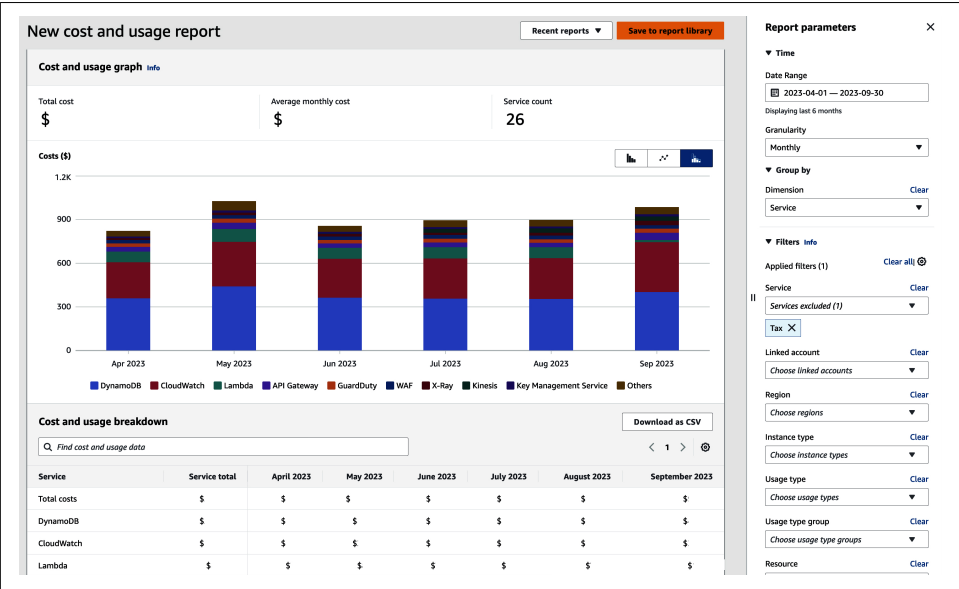 New cost and usage report
Recent reports ▼
Save to report library
Cost and usage graph Info
Total cost
$
Average monthly cost
$
Service count
26
Costs ($)
1.2K
900
600
300
0
Apr 2023 May 2023 Jun 2023 Jul 2023 Aug 2023 Sep 2023
DynamoDB CloudWatch Lambda API Gateway GuardDuty WAF X-Ray Kinesis Key Management Service Others
Cost and usage breakdown
Download as CSV
Find cost and usage data
< 1 >
Service Service total April 2023 May 2023 June 2023 July 2023 August 2023 September 2023
Total costs $ $ $ $ $ $ $
DynamoDB $ $ $ $ $ $ $
CloudWatch $ $ $ $ $ $ $
Lambda $ $ $ $ $ $ $
Report parameters
▼ Time
Date Range
2023-04-01 — 2023-09-30
Displaying last 6 months
Granularity
Monthly
▼ Group by
Dimension Clear
Service
▼ Filters Info
Applied filters (1) Clear all
Service Clear
Services excluded (1)
Tax X
Linked account Clear
Choose linked accounts
Region Clear
Choose regions
Instance type Clear
Choose instance types
Usage type Clear
Choose usage types
Usage type group Clear
Choose usage type groups
Resource Clear